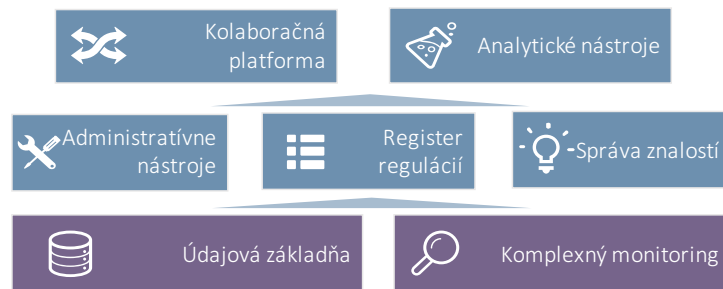 Kolaboračná
platforma
Analytické nástroje
Administratívne
nástroje
Register
regulácií
Správa znalostí
Údajová základňa
Komplexný monitoring